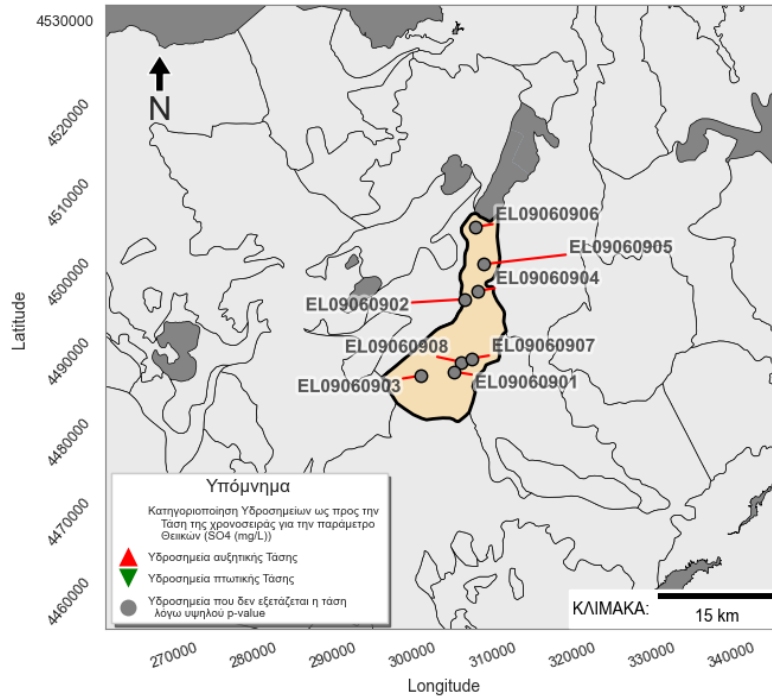 4530000
N
4520000
4510000
EL09060906
EL09060905
4500000
EL09060904
EL09060902
Latitude
4490000
EL09060908
EL09060907
EL09060903
EL09060901
4480000
Υπόμνημα
4470000
Κατηγοριοποίηση Υδροσημείων ως προς την
Τάση της χρονοσειράς για την παράμετρο
Θειικών (SO4 (mg/L))
Υδροσημεία αυξητικής Τάσης
Υδροσημεία πτωτικής Τάσης
4460000
Υδροσημεία που δεν εξετάζεται η τάση
λόγω υψηλού p-value
ΚΛΙΜΑΚΑ:
15 km
270000
280000
290000
300000
310000
320000
330000
340000
Longitude